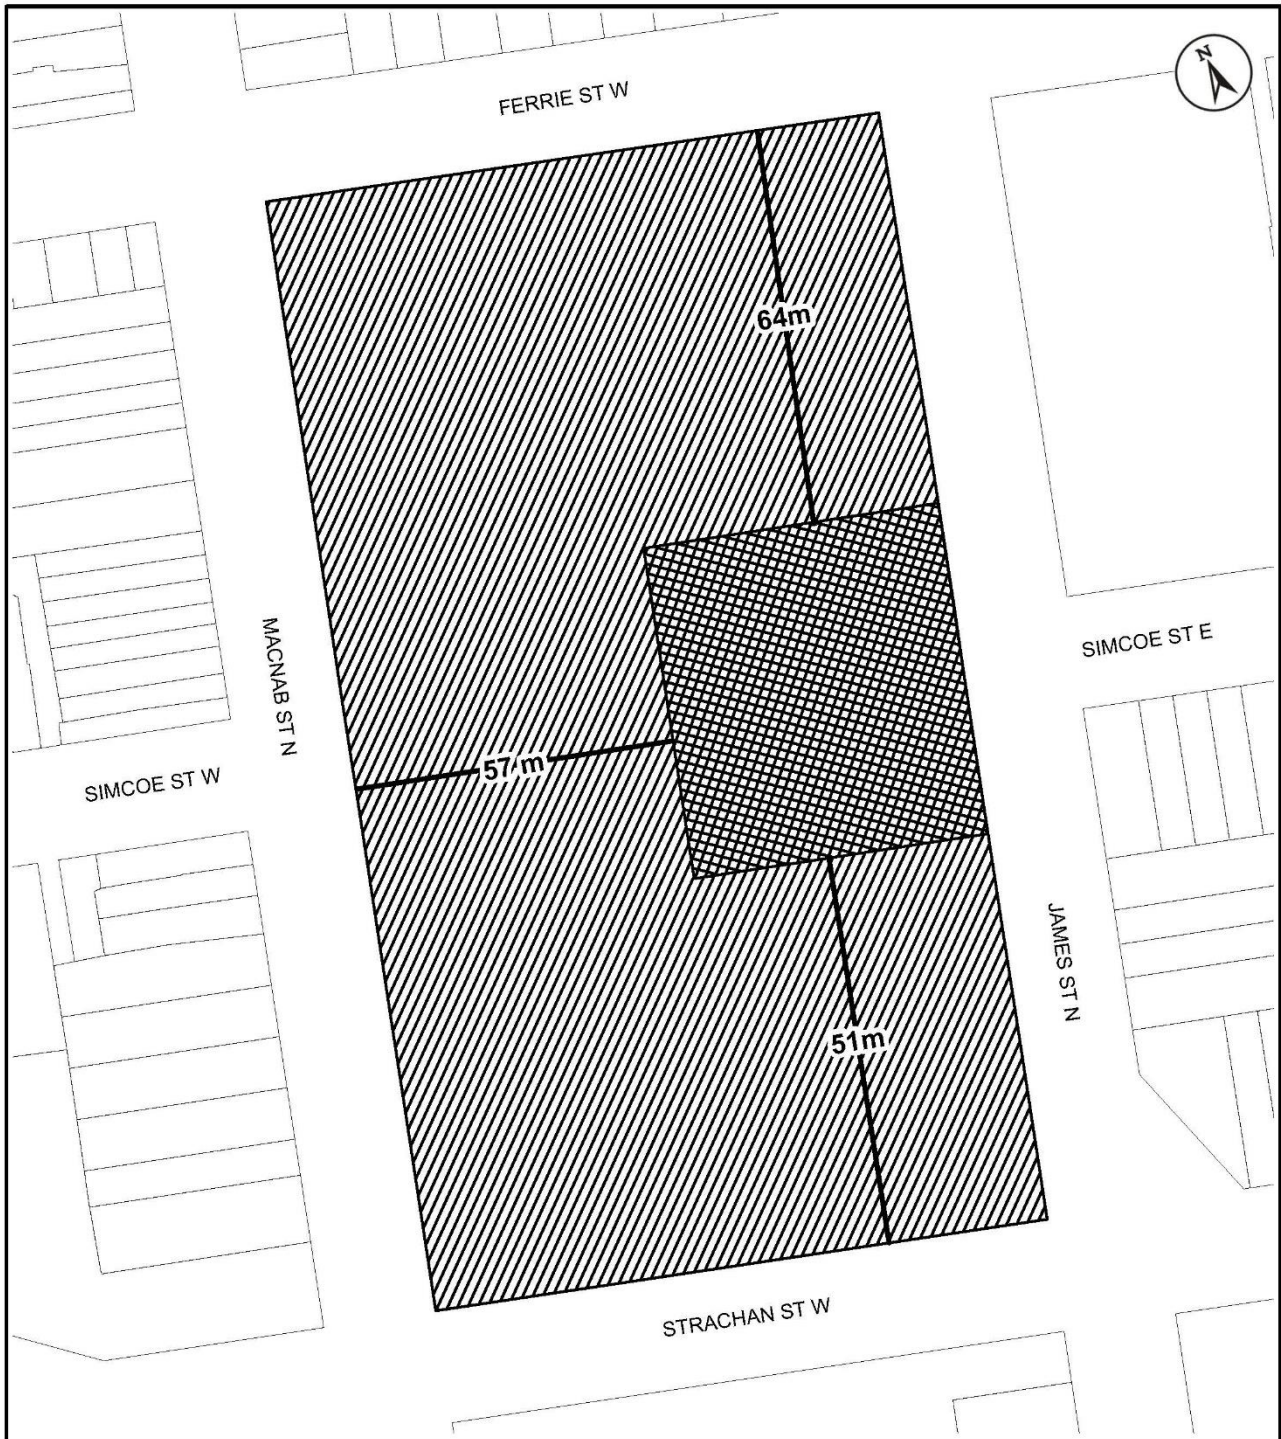 N
FERRIE ST W
64m
MACNAB ST N
SIMCOE ST E
57 m
SIMCOE ST W
JAMES ST N
51m
STRACHAN ST W